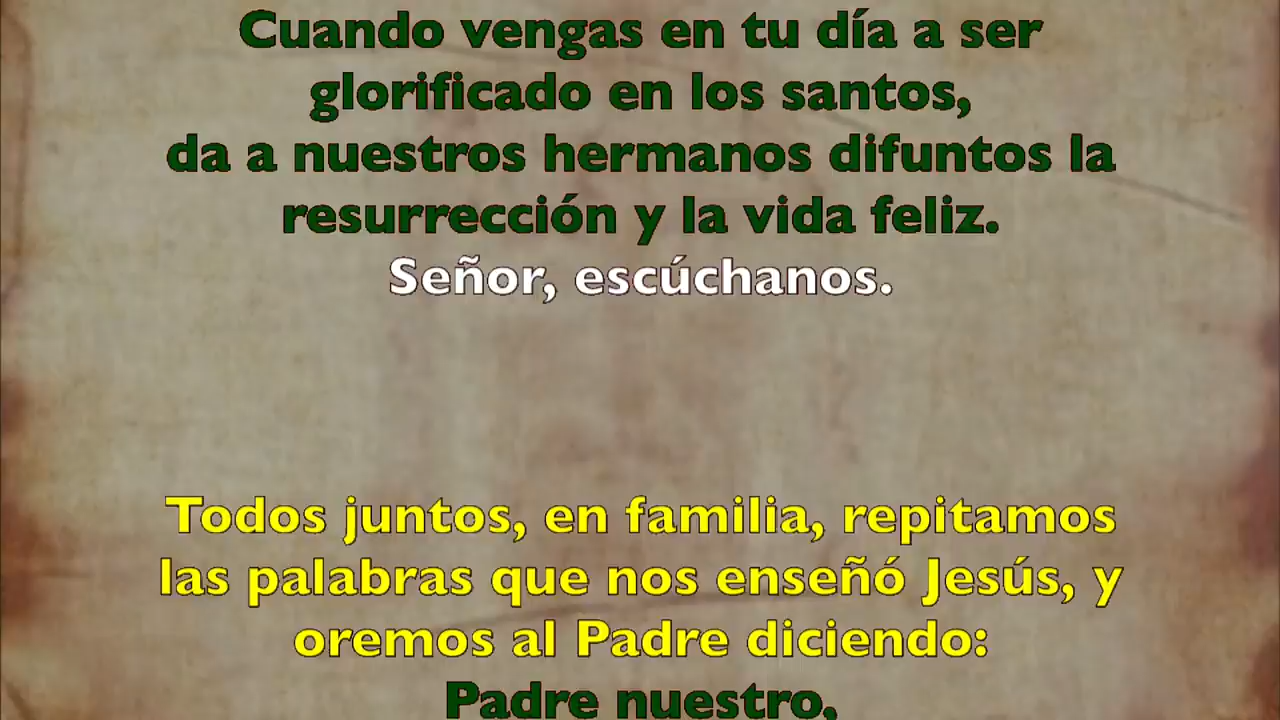 Cuando vengas en tu día a ser
glorificado en los santos,
da a nuestros hermanos difuntos la
resurrección y la vida feliz.
Señor, escúchanos.
Todos juntos, en familia, repitamos
las palabras que nos enseñó Jesús, y
oremos al Padre diciendo:
Padre nuestro,